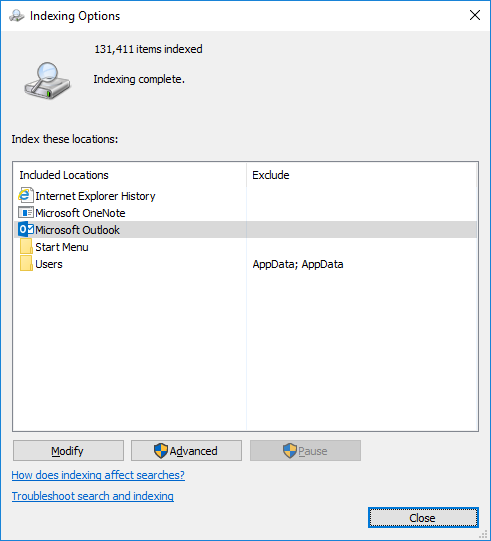 Indexing Options
131,411 items indexed
Indexing complete.
Index these locations:
Included Locations Exclude
Internet Explorer History
Microsoft OneNote
Microsoft Outlook
Start Menu
Users AppData; AppData
Modify Advanced Pause
How does indexing affect searches?
Troubleshoot search and indexing
Close